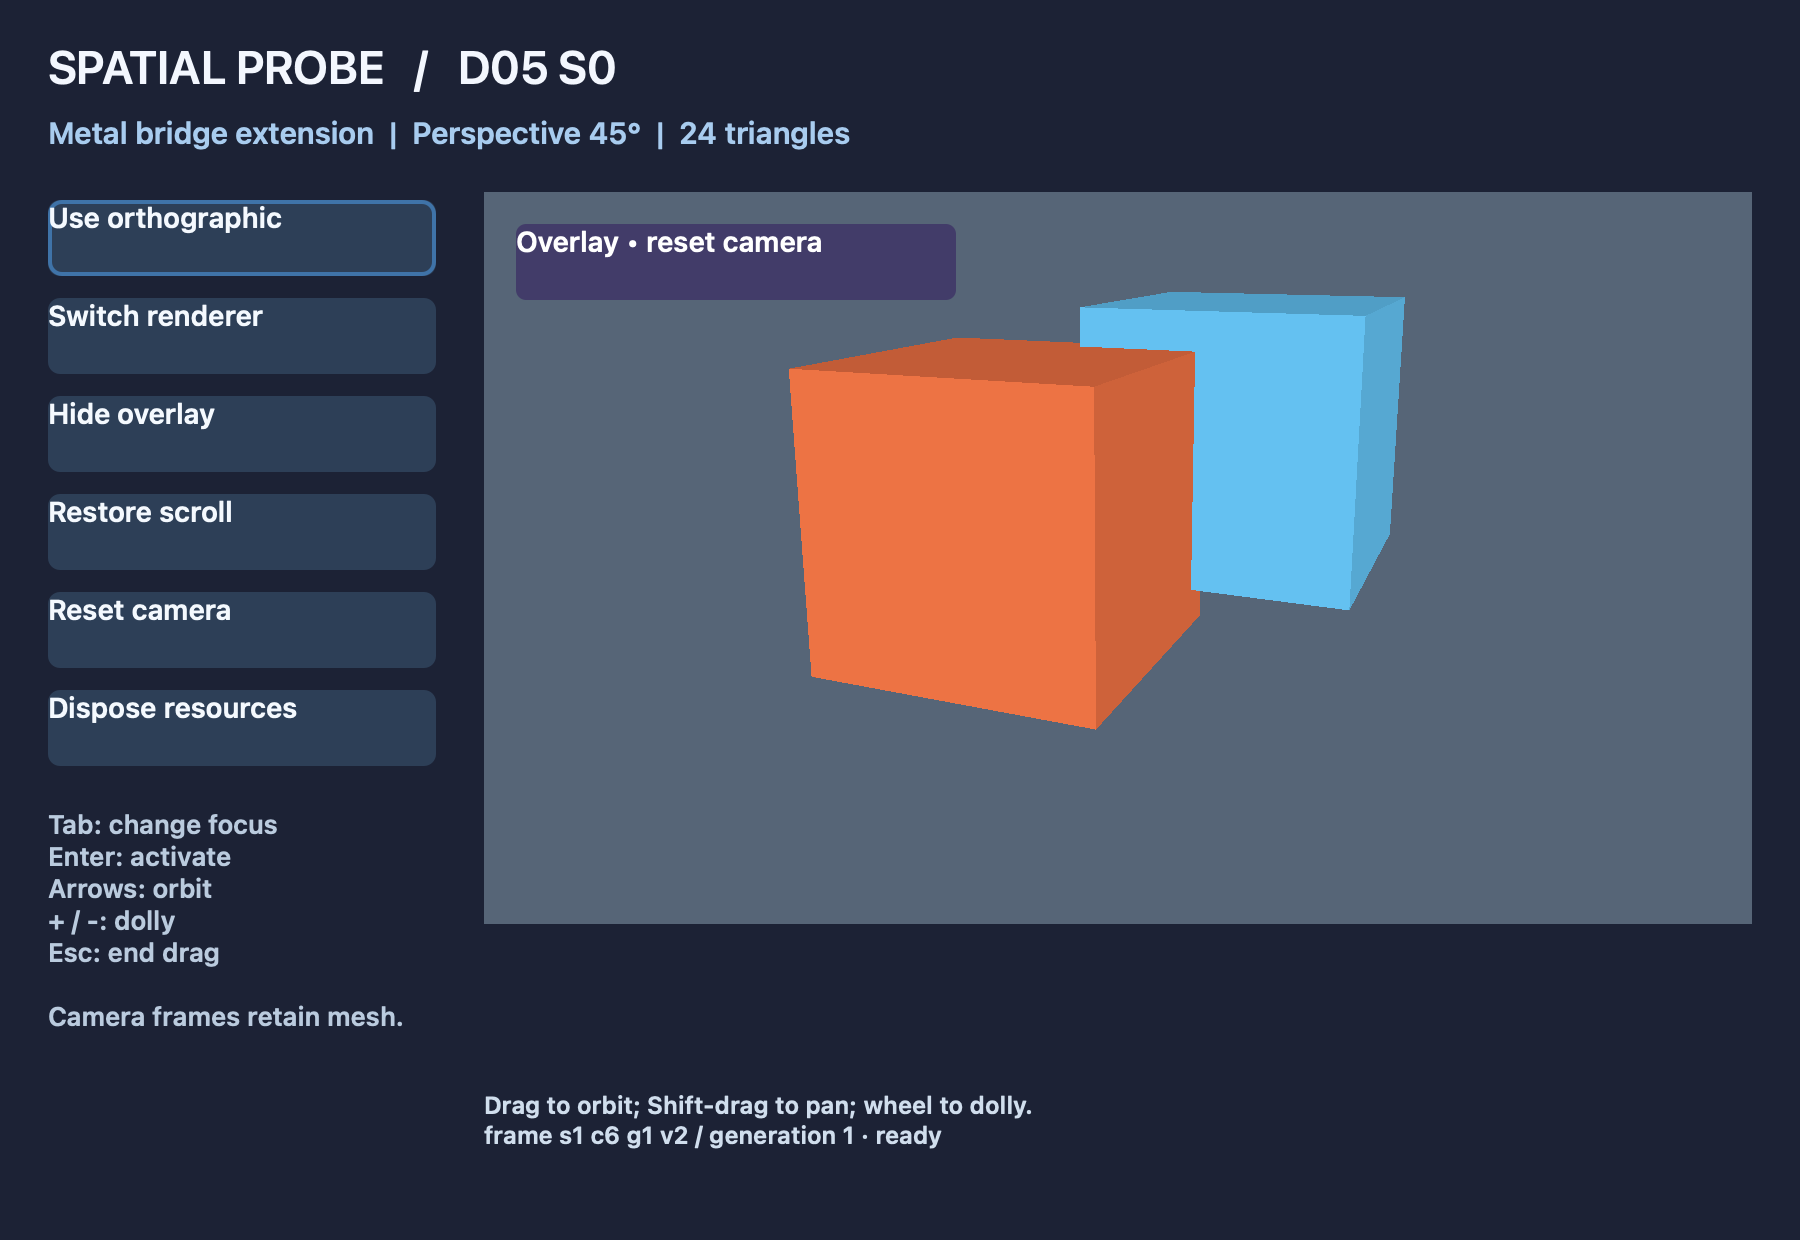 SPATIAL PROBE / D05 S0
Metal bridge extension | Perspective 45° | 24 triangles
Use orthographic
Switch renderer
Hide overlay
Restore scroll
Reset camera
Dispose resources
Overlay • reset camera
Tab: change focus
Enter: activate
Arrows: orbit
+ / -: dolly
Esc: end drag
Camera frames retain mesh.
Drag to orbit; Shift-drag to pan; wheel to dolly.
frame s1 c6 g1 v2 / generation 1 · ready